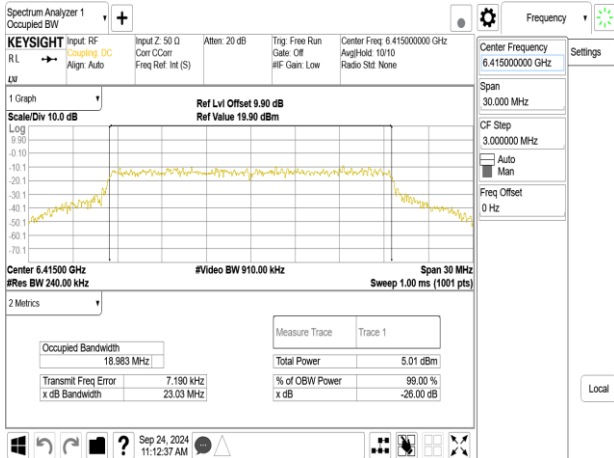 Spectrum Analyzer 1
Occupied BW
+
Frequency
KEYSIGHT
RL
LXI
Input: RF
Coupling: DC
Align: Auto
Input Z: 50 Ω
Corr CCorr
Freq Ref: Int (S)
Atten: 20 dB
Trig: Free Run
Gate: Off
#IF Gain: Low
Center Freq: 6.415000000 GHz
Avg|Hold: 10/10
Radio Std: None
Center Frequency
6.415000000 GHz
Settings
Span
30.000 MHz
CF Step
3.000000 MHz
Auto
Man
Freq Offset
0 Hz
Local
1 Graph
Scale/Div 10.0 dB
Ref Lvl Offset 9.90 dB
Ref Value 19.90 dBm
Log
9.90
-0.10
-10.1
-20.1
-30.1
-40.1
-50.1
-60.1
-70.1
Center 6.41500 GHz
#Video BW 910.00 kHz
Span 30 MHz
#Res BW 240.00 kHz
Sweep 1.00 ms (1001 pts)
2 Metrics
Measure Trace Trace 1
Occupied Bandwidth
18.983 MHz
Total Power 5.01 dBm
Transmit Freq Error 7.190 kHz
% of OBW Power 99.00 %
x dB Bandwidth 23.03 MHz
x dB -26.00 dB
?
Sep 24, 2024
11:12:37 AM